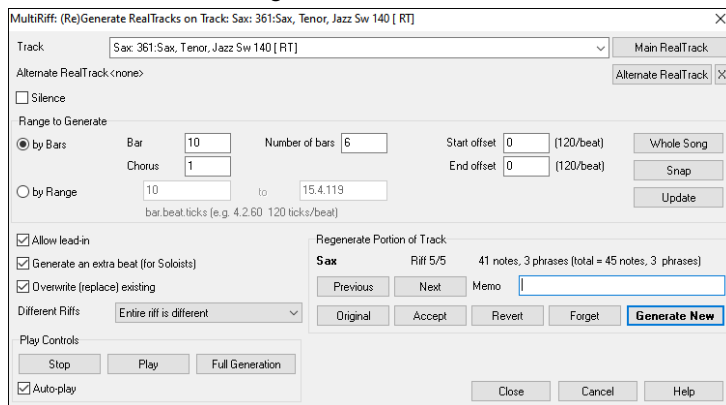 MultiRiff: (Re)Generate RealTracks on Track: Sax: 361:Sax, Tenor, Jazz Sw 140 [ RT]
Track Sax: 361:Sax, Tenor, Jazz Sw 140 [ RT] Main RealTrack
Alternate RealTrack <none> Alternate RealTrack X
Silence
Range to Generate
by Bars Bar 10 Number of bars 6 Start offset 0 (120/beat) Whole Song
Chorus 1 End offset 0 (120/beat) Snap
by Range 10 to 15.4.119 Update
bar.beat.ticks (e.g. 4.2.60 120 ticks/beat)
Allow lead-in Regenerate Portion of Track
Generate an extra beat (for Soloists) Sax Riff 5/5 41 notes, 3 phrases (total = 45 notes, 3 phrases)
Overwrite (replace) existing Previous Next Memo
Different Riffs Entire riff is different Original Accept Revert Forget Generate New
Play Controls
Stop Play Full Generation
Auto-play Close Cancel Help